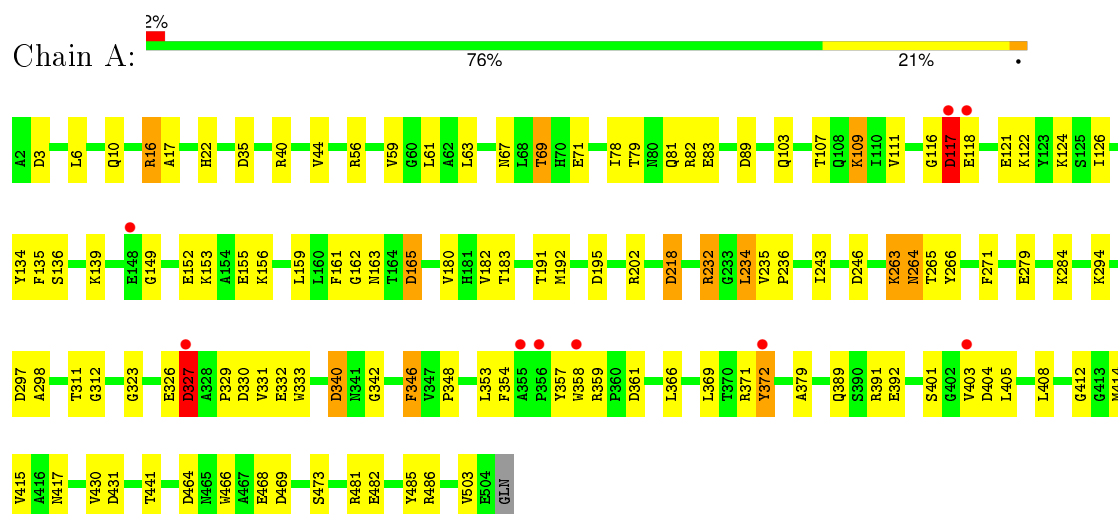 2%
Chain A:
76% 21% •
A2 D3 L6 Q10 R16 A17 H22 D35 R40 V44 R56 V59 G60 L61 A62 L63 N67 L68 T69 H70 E71 I78 T79 N80 Q81 R82 E83 D89 Q103 T107 Q108 K109 I110 V111 G116 D117 E118 E121 K122 Y123 K124 S125 I126
Y134 F135 S136 K139 E148 G149 E152 K153 A154 E155 K156 L159 L160 F161 G162 N163 T164 D165 V180 H181 V182 T183 T191 M192 D195 R202 D218 R232 G233 L234 V235 P236 I243 D246 K263 N264 T265 Y266 F271 E279 K284 K294
D297 A298 T311 G312 G323 E326 D327 A328 P329 D330 V331 E332 W333 D340 N341 G342 F346 V347 P348 L353 F354 A355 P356 Y357 W358 R359 P360 D361 L366 L369 T370 R371 Y372 A379 Q389 S390 R391 E392 S401 G402 V403 D404 L405 L408 G412 G413 M414
V415 A416 N417 V430 D431 T441 D464 N465 W466 A467 E468 D469 S473 R481 E482 Y485 R486 V503 E504 GLN